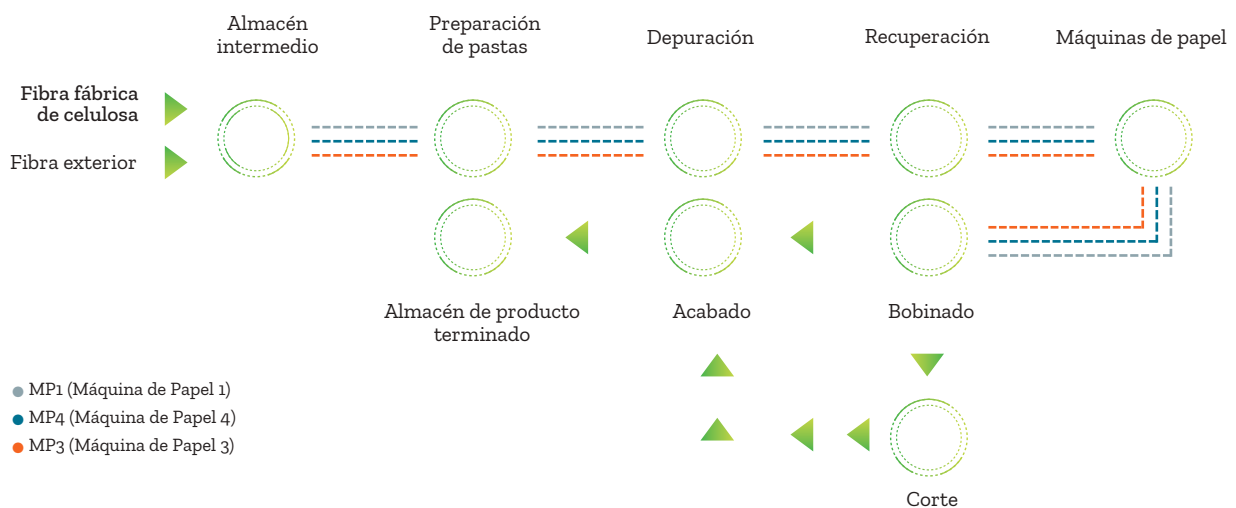 Almacén
intermedio
Preparación
de pastas
Depuración
Recuperación
Máquinas de papel
Fibra fábrica
de celulosa
Fibra exterior
Almacén de producto
terminado
Acabado
Bobinado
MP1 (Máquina de Papel 1)
MP4 (Máquina de Papel 4)
MP3 (Máquina de Papel 3)
Corte